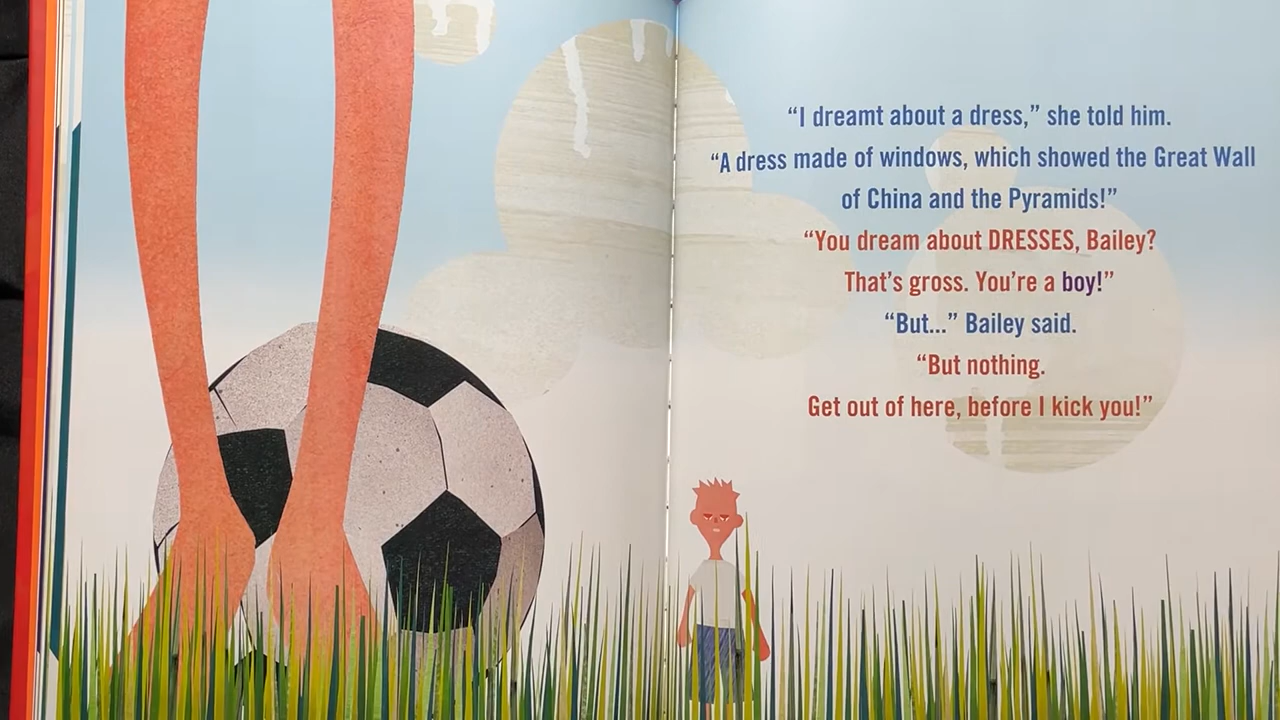 “I dreamt about a dress,” she told him.
“A dress made of windows, which showed the Great Wall
of China and the Pyramids!”
“You dream about DRESSES, Bailey?
That’s gross. You’re a boy!”
“But...” Bailey said.
“But nothing.
Get out of here, before I kick you!”